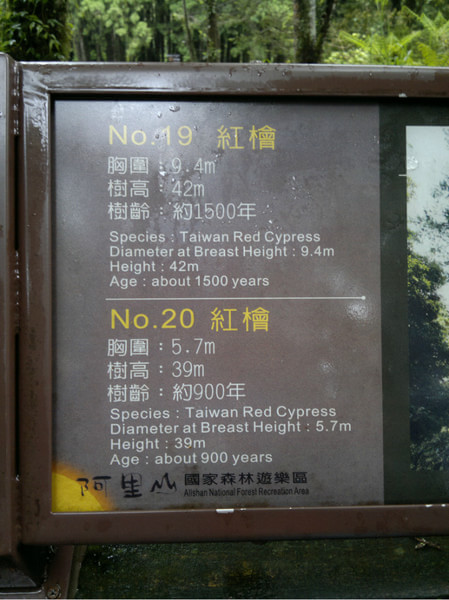 No.19 紅檜
胸圍：9.4m
樹高：42m
樹齡：約1500年
Species : Taiwan Red Cypress
Diameter at Breast Height : 9.4m
Height : 42m
Age : about 1500 years
No.20 紅檜
胸圍：5.7m
樹高：39m
樹齡：約900年
Species : Taiwan Red Cypress
Diameter at Breast Height : 5.7m
Height : 39m
Age : about 900 years
阿里山 國家森林遊樂區
Alishan National Forest Recreation Area